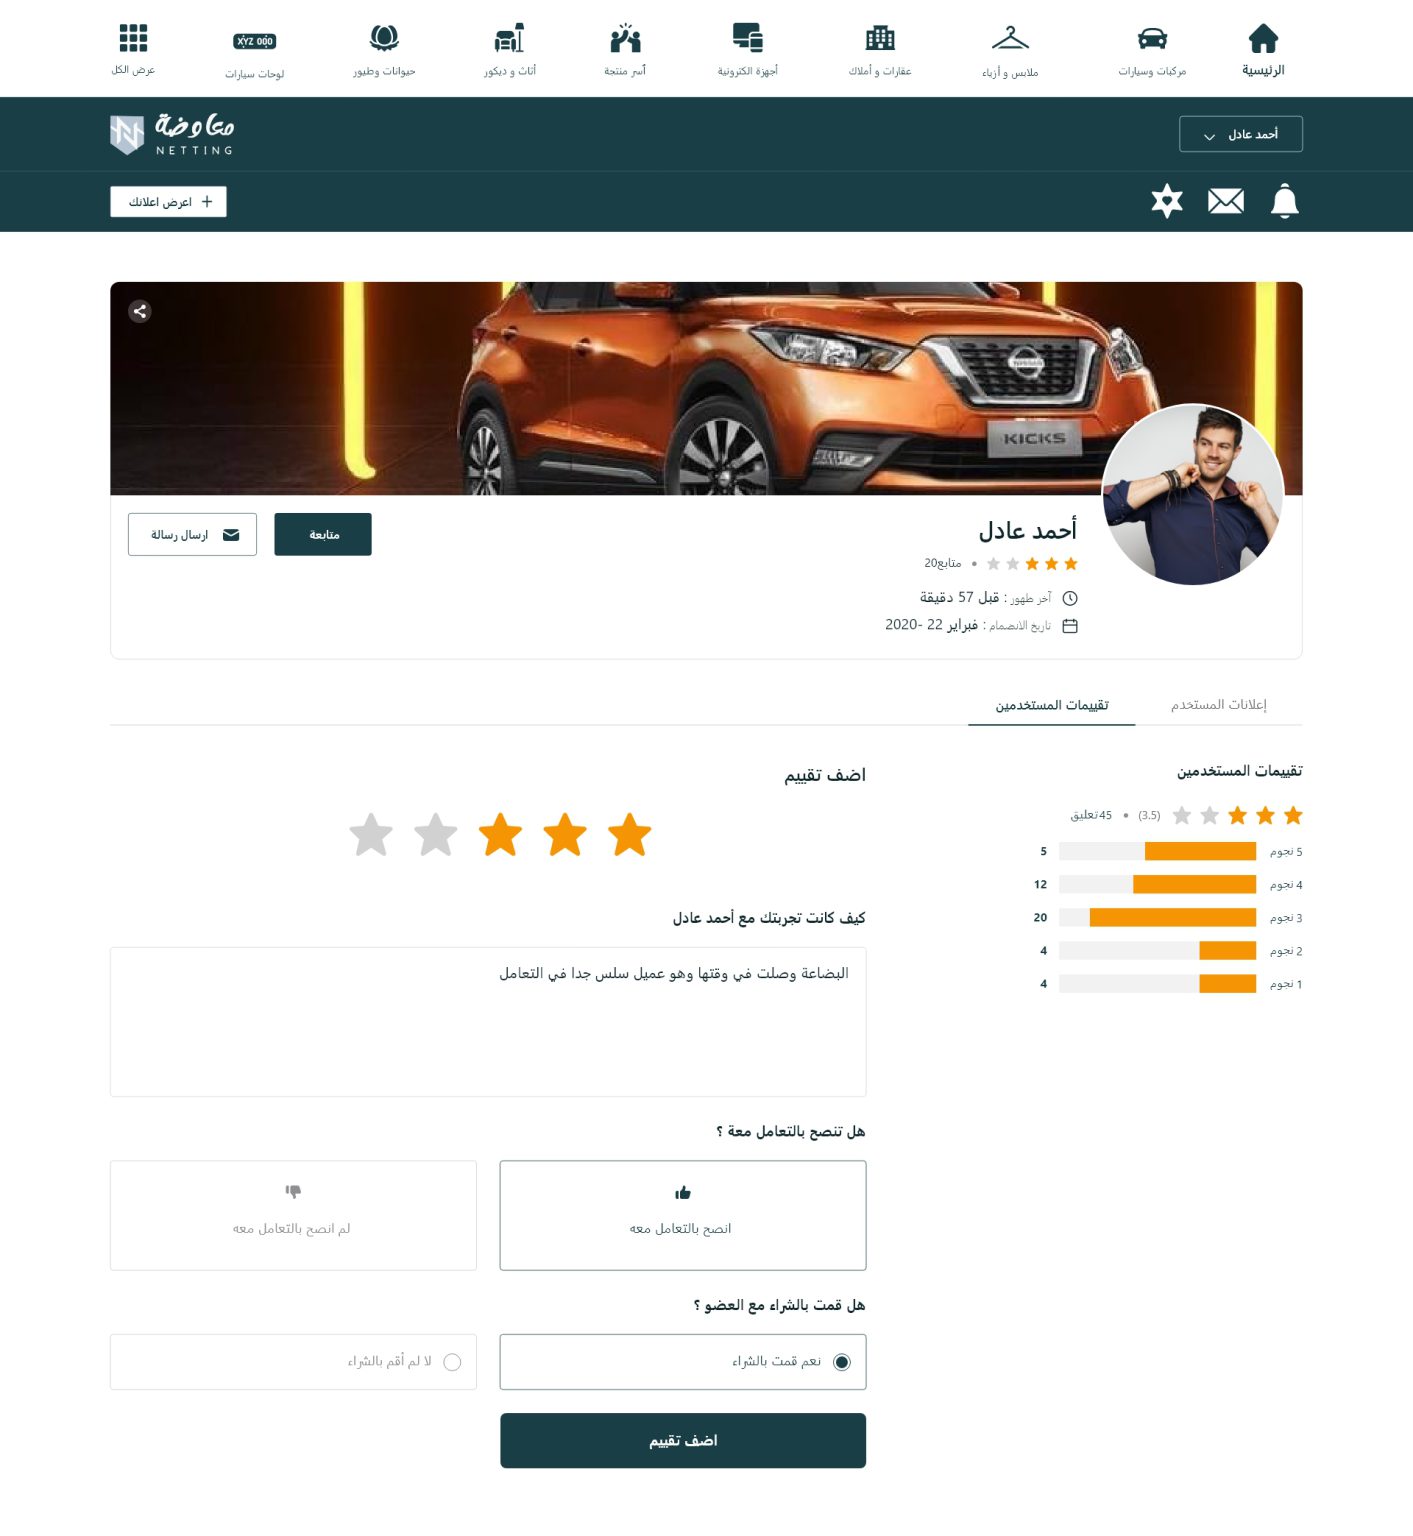 الرئيسية
مركبات وسيارات
ملابس و أزياء
عقارات و أملاك
أجهزة الكترونية
أسر منتجة
أثاث و ديكور
حيوانات وطيور
XYZ 000
لوحات سيارات
عرض الكل
أحمد عادل
معاوضة
NETTING
+ اعرض اعلانك
KICKS
أحمد عادل
متابع20
آخر ظهور : قبل 57 دقيقة
تاريخ الانضمام : فبراير 22 -2020
متابعة
ارسال رسالة
إعلانات المستخدم
تقييمات المستخدمين
تقييمات المستخدمين
(3.5) • 45تعليق
5 نجوم 5
4 نجوم 12
3 نجوم 20
2 نجوم 4
1 نجوم 4
اضف تقييم
كيف كانت تجربتك مع أحمد عادل
البضاعة وصلت في وقتها وهو عميل سلس جدا في التعامل
هل تنصح بالتعامل معة ؟
انصح بالتعامل معه
لم انصح بالتعامل معه
هل قمت بالشراء مع العضو ؟
نعم قمت بالشراء
لا لم أقم بالشراء
اضف تقييم